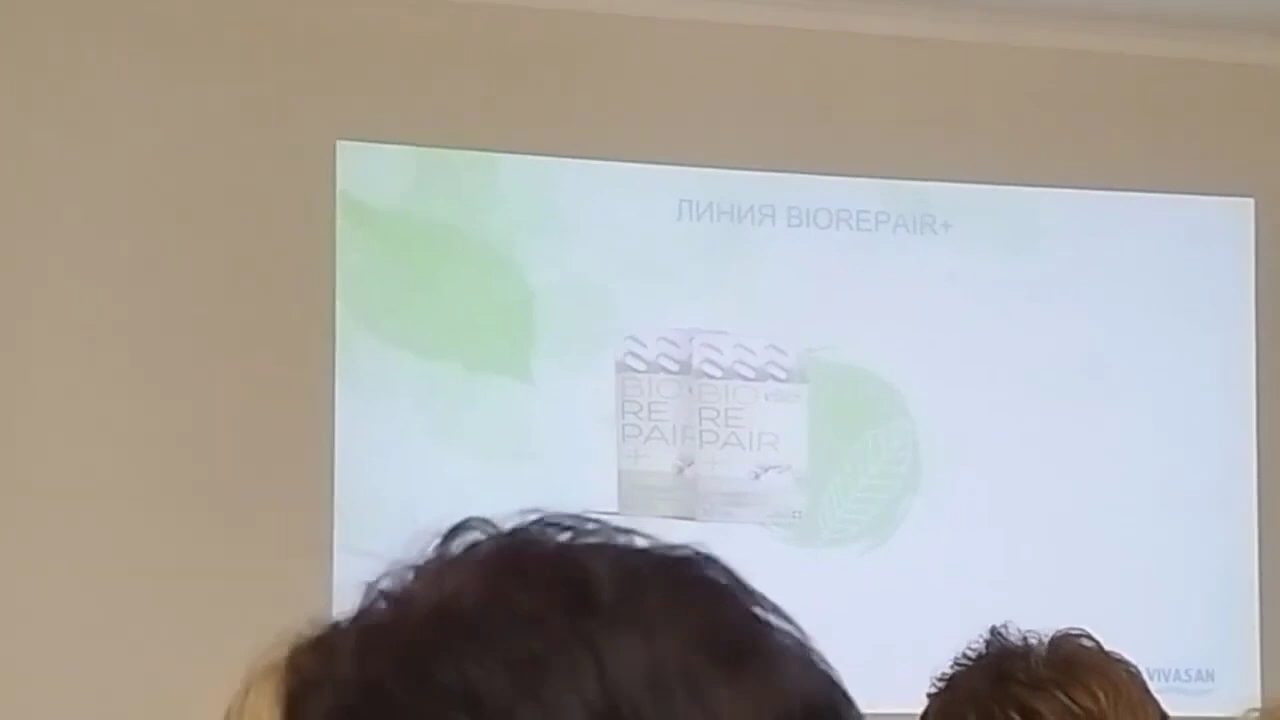 ЛИНИЯ BIOREPAIR+
BIO
RE
PAIR
+
BIO
RE
PAIR
+
VIVASAN